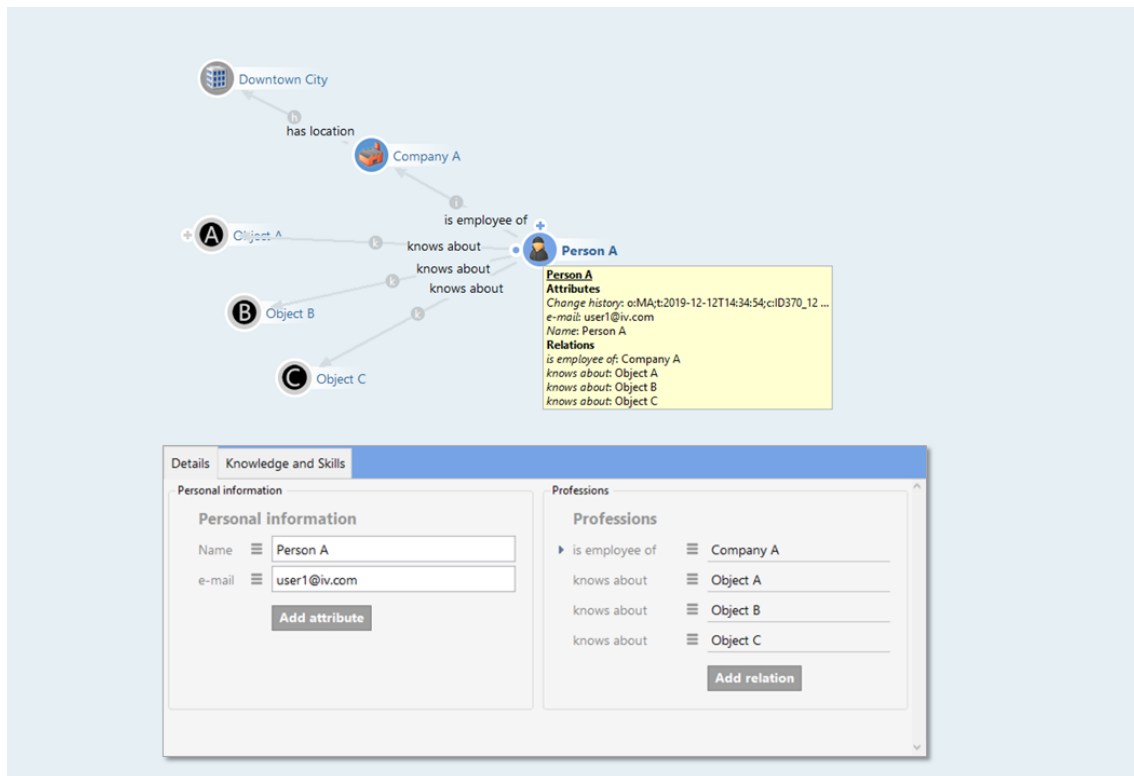 Downtown City
h
has location
Company A
i
is employee of
A
Object A
k
knows about
Person A
knows about
k
knows about
B
Object B
k
C
Object C
Person A
Attributes
Change history: o:MA;t:2019-12-12T14:34:54;c:ID370_12 ...
e-mail: user1@iv.com
Name: Person A
Relations
is employee of: Company A
knows about: Object A
knows about: Object B
knows about: Object C
Details Knowledge and Skills
Personal information
Personal information
Name Person A
e-mail user1@iv.com
Add attribute
Professions
Professions
is employee of Company A
knows about Object A
knows about Object B
knows about Object C
Add relation